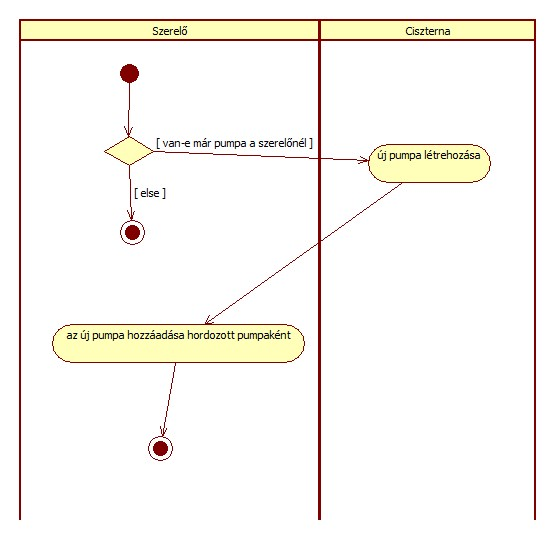 Szerelő
Ciszterna
[ van-e már pumpa a szerelőnél ]
új pumpa létrehozása
[ else ]
az új pumpa hozzáadása hordozott pumpaként